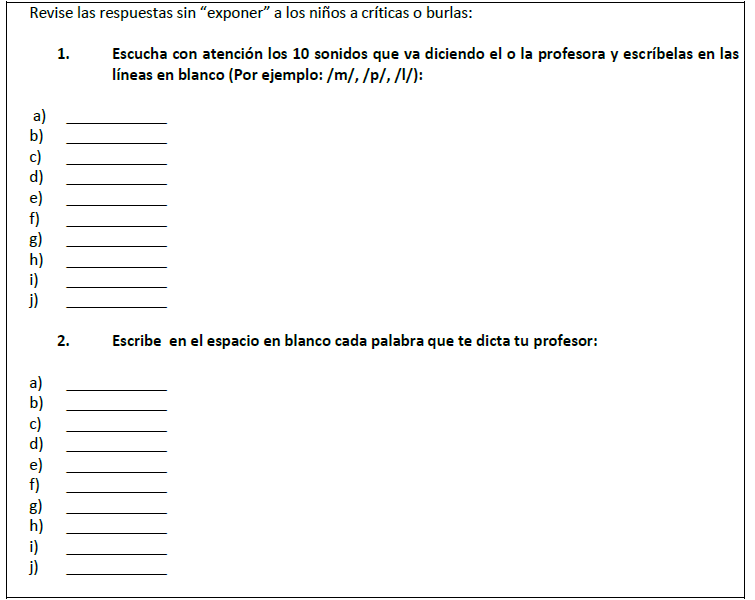 Revise las respuestas sin “exponer” a los niños a críticas o burlas:
1. Escucha con atención los 10 sonidos que va diciendo el o la profesora y escríbelas en las
líneas en blanco (Por ejemplo: /m/, /p/, /l/):
a) ____________
b) ____________
c) ____________
d) ____________
e) ____________
f) ____________
g) ____________
h) ____________
i) ____________
j) ____________
2. Escribe en el espacio en blanco cada palabra que te dicta tu profesor:
a) ____________
b) ____________
c) ____________
d) ____________
e) ____________
f) ____________
g) ____________
h) ____________
i) ____________
j) ____________